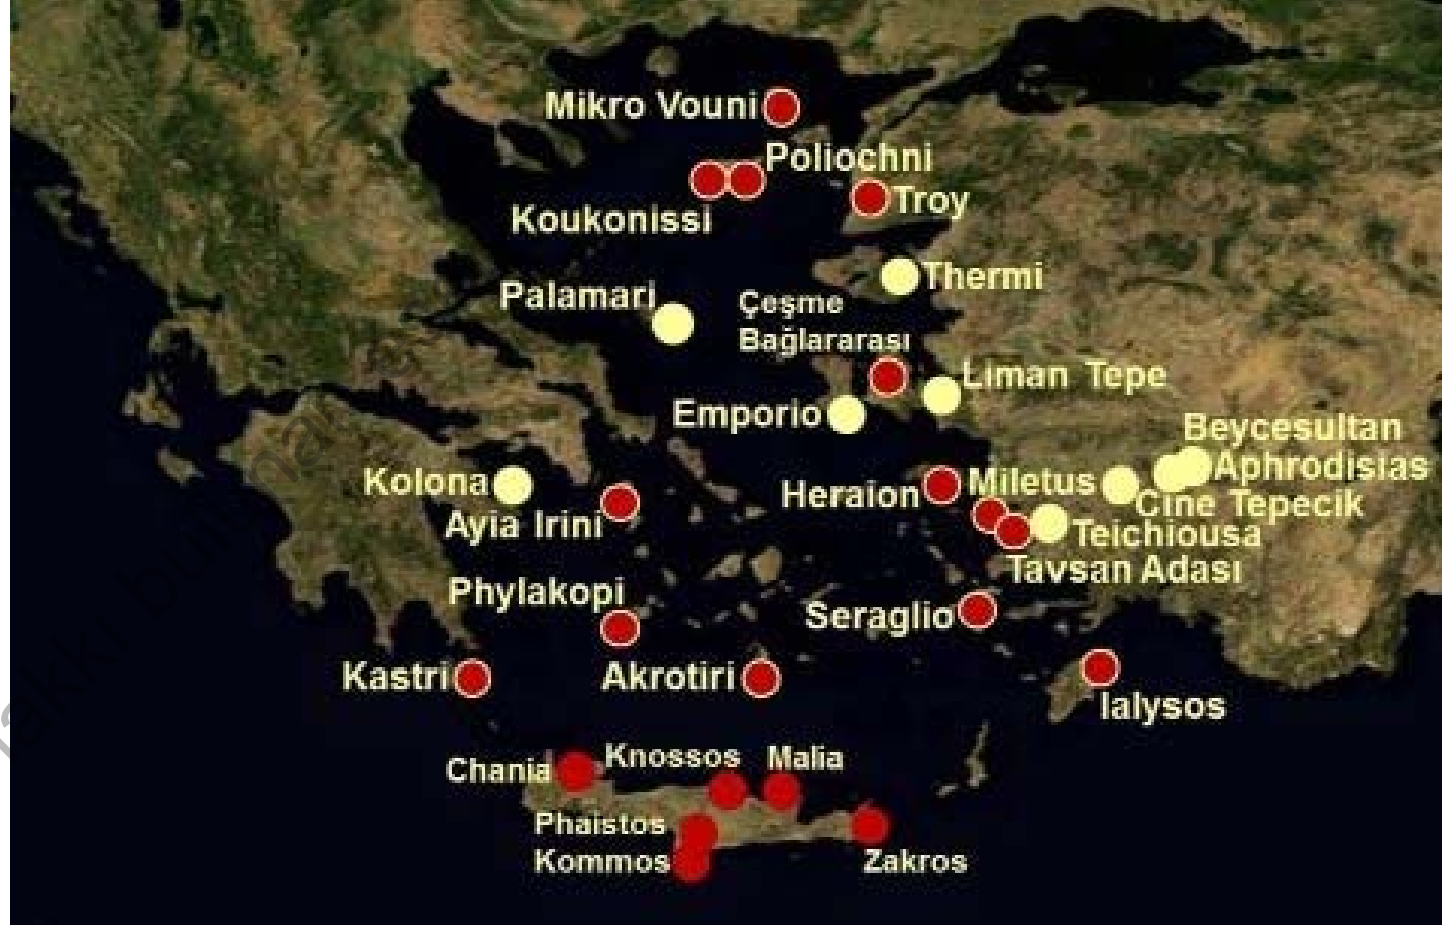 Mikro Vouni
Poliochni
Troy
Koukonissi
Thermi
Palamari
Çeşme
Bağlararası
Liman Tepe
Emporio
Beycesultan
Aphrodisias
Kolona
Heraion
Miletus
Cine Tepecik
Ayia Irini
Teichiousa
Tavsan Adası
Phylakopi
Seraglio
Kastri
Akrotiri
Ialysos
Chania
Knossos
Malia
Phaistos
Kommos
Zakros